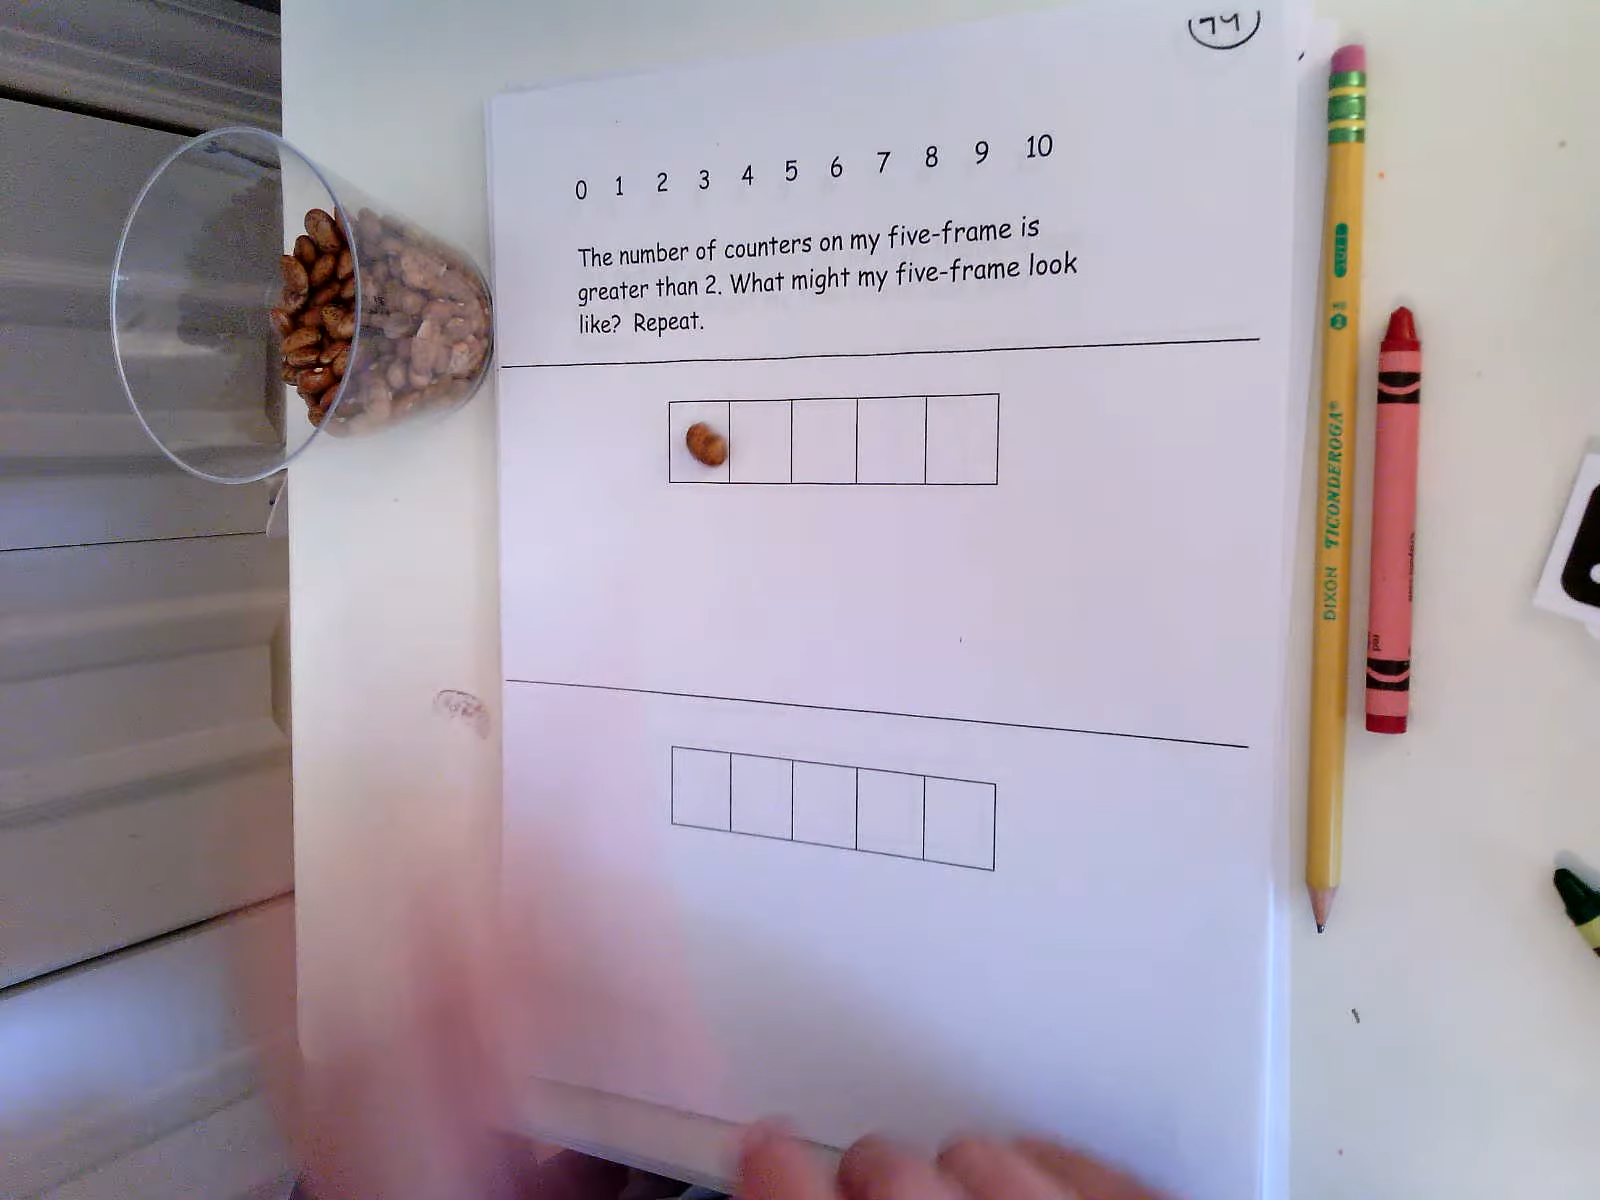 74
0 1 2 3 4 5 6 7 8 9 10
The number of counters on my five-frame is
greater than 2. What might my five-frame look
like? Repeat.
DIXON TICONDEROGA®
red